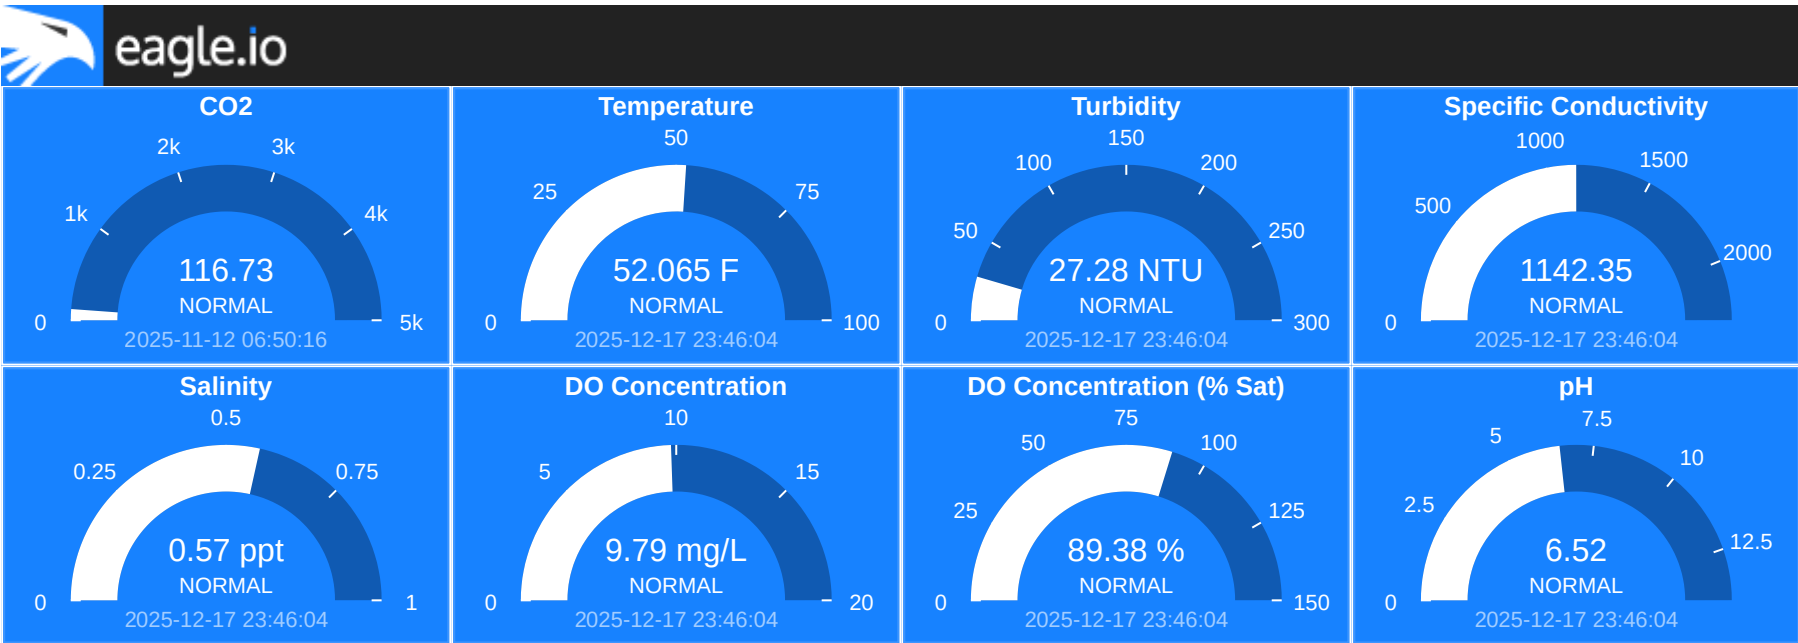 eagle.io
CO2
0
1k
2k
3k
4k
5k
116.73
NORMAL
2025-11-12 06:50:16
Temperature
0
25
50
75
100
52.065 F
NORMAL
2025-12-17 23:46:04
Turbidity
0
50
100
150
200
250
300
27.28 NTU
NORMAL
2025-12-17 23:46:04
Specific Conductivity
0
500
1000
1500
2000
1142.35
NORMAL
2025-12-17 23:46:04
Salinity
0
0.25
0.5
0.75
1
0.57 ppt
NORMAL
2025-12-17 23:46:04
DO Concentration
0
5
10
15
20
9.79 mg/L
NORMAL
2025-12-17 23:46:04
DO Concentration (% Sat)
0
25
50
75
100
125
150
89.38 %
NORMAL
2025-12-17 23:46:04
pH
0
2.5
5
7.5
10
12.5
6.52
NORMAL
2025-12-17 23:46:04